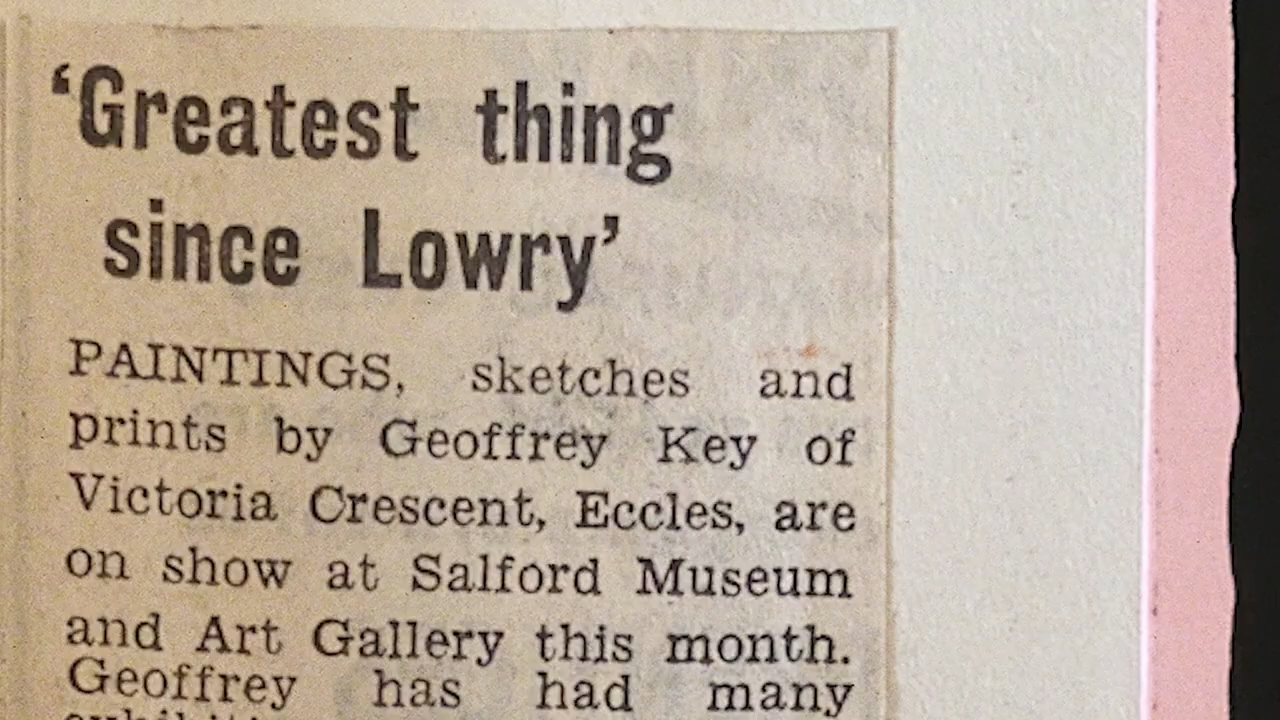 ‘Greatest thing
since Lowry’
PAINTINGS, sketches and
prints by Geoffrey Key of
Victoria Crescent, Eccles, are
on show at Salford Museum
and Art Gallery this month.
Geoffrey has had many